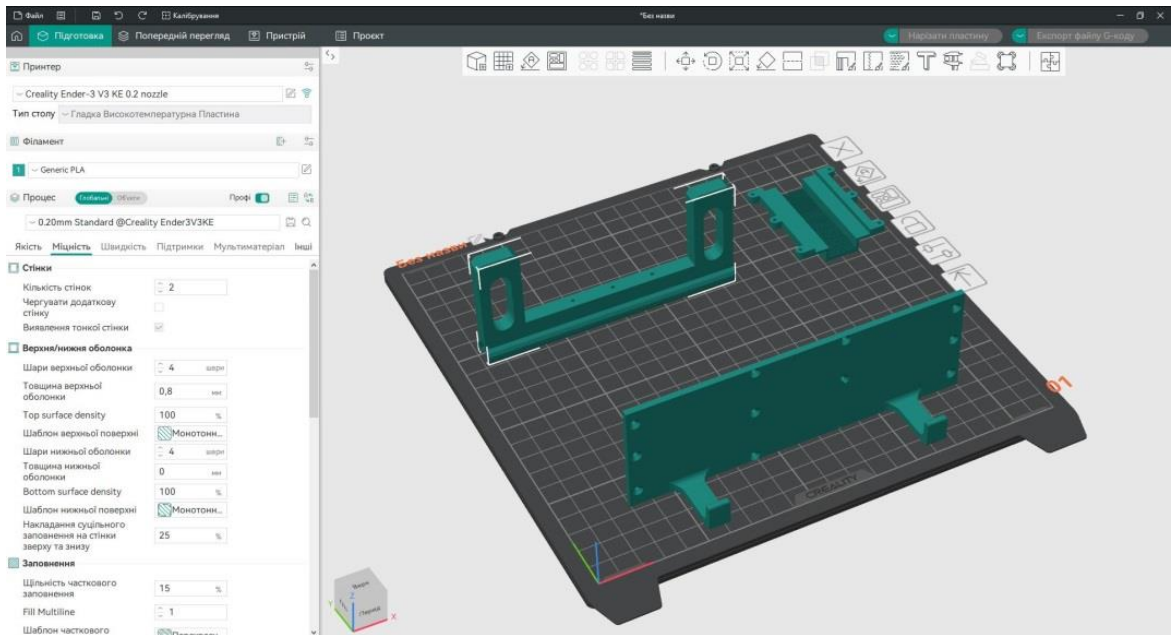 Файл
Калібрування
*Без назви
Підготовка
Попередній перегляд
Пристрій
Проєкт
Нарізати пластину
Експорт файлу G-коду
Принтер
Creality Ender-3 V3 KE 0.2 nozzle
Тип столу
Гладка Високотемпературна Пластина
Філамент
1
Generic PLA
Процес
Глобальні
Об'єкти
Профі
0.20mm Standard @Creality Ender3V3KE
Якість Міцність Швидкість Підтримки Мультиматеріал Інші
Стінки
Кількість стінок 2
Чергувати додаткову
стінку
Виявлення тонкої стінки
Верхня/нижня оболонка
Шари верхньої оболонки 4 шари
Товщина верхньої
оболонки 0,8 мм
Top surface density 100 %
Шаблон верхньої поверхні Монотонн...
Шари нижньої оболонки 4 шари
Товщина нижньої
оболонки 0 мм
Bottom surface density 100 %
Шаблон нижньої поверхні Монотонн...
Накладання суцільного
заповнення на стінки
зверху та знизу 25 %
Заповнення
Щільність часткового
заповнення 15 %
Fill Multiline 1
Шаблон часткового
Без назви
01
CREALITY
Верх
Перед
Z
Y
X